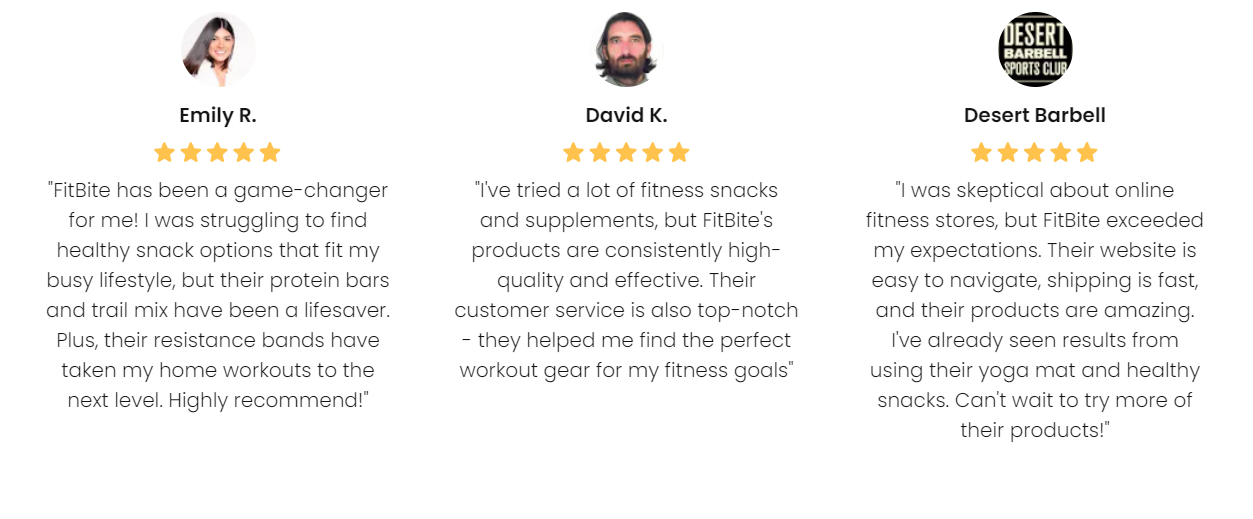 DESERT
BARBELL
SPORTS CLUB
Emily R.
"FitBite has been a game-changer
for me! I was struggling to find
healthy snack options that fit my
busy lifestyle, but their protein bars
and trail mix have been a lifesaver.
Plus, their resistance bands have
taken my home workouts to the
next level. Highly recommend!"
David K.
"I've tried a lot of fitness snacks
and supplements, but FitBite's
products are consistently high-
quality and effective. Their
customer service is also top-notch
- they helped me find the perfect
workout gear for my fitness goals"
Desert Barbell
"I was skeptical about online
fitness stores, but FitBite exceeded
my expectations. Their website is
easy to navigate, shipping is fast,
and their products are amazing.
I've already seen results from
using their yoga mat and healthy
snacks. Can't wait to try more of
their products!"